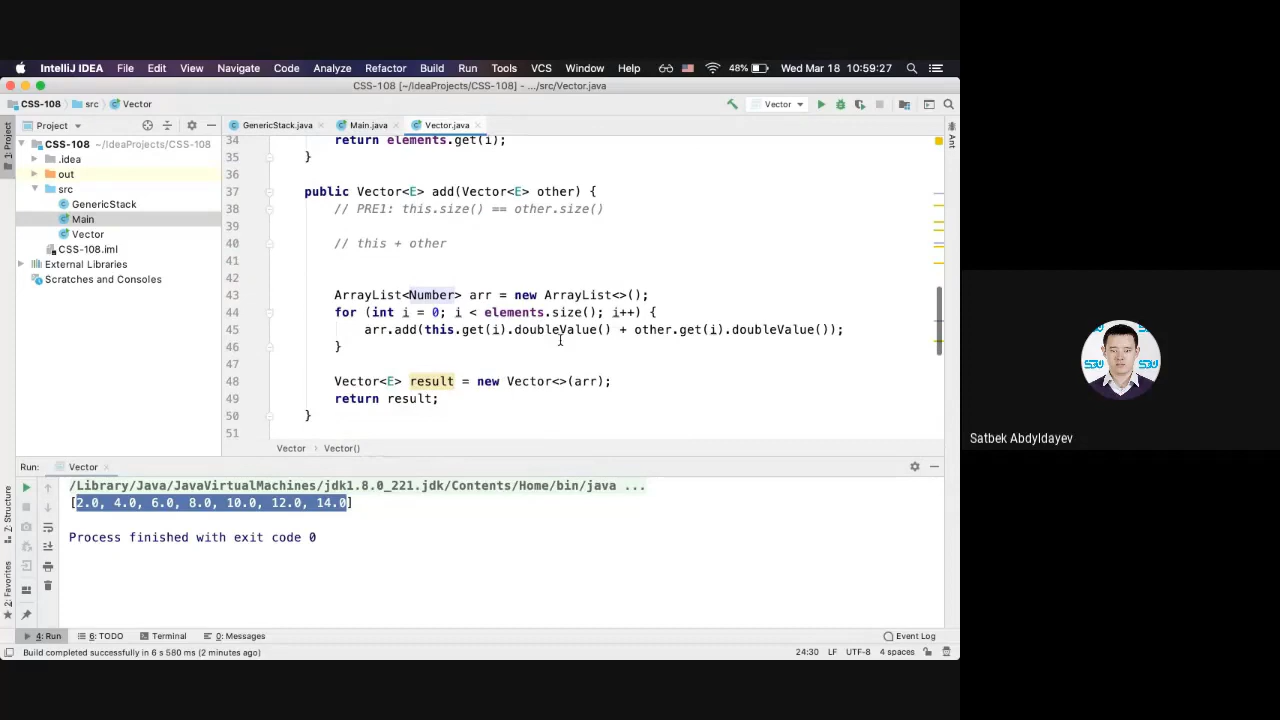 IntelliJ IDEA File Edit View Navigate Code Analyze Refactor Build Run Tools VCS Window Help 48% Wed Mar 18 10:59:27
CSS-108 [~/IdeaProjects/CSS-108] - .../src/Vector.java
CSS-108 src Vector Vector
Project GenericStack.java Main.java Vector.java
1: Project
Ant
CSS-108 ~/IdeaProjects/CSS-108
.idea
out
src
GenericStack
Main
Vector
CSS-108.iml
External Libraries
Scratches and Consoles
34 return elements.get(i);
35 }
36
37 public Vector<E> add(Vector<E> other) {
38 // PRE1: this.size() == other.size()
39
40 // this + other
41
42
43 ArrayList<Number> arr = new ArrayList<>();
44 for (int i = 0; i < elements.size(); i++) {
45 arr.add(this.get(i).doubleValue() + other.get(i).doubleValue());
46 }
47
48 Vector<E> result = new Vector<>(arr);
49 return result;
50 }
51
Vector Vector()
Run: Vector
/Library/Java/JavaVirtualMachines/jdk1.8.0_221.jdk/Contents/Home/bin/java ...
[2.0, 4.0, 6.0, 8.0, 10.0, 12.0, 14.0]
Process finished with exit code 0
7: Structure
2: Favorites
4: Run 6: TODO Terminal 0: Messages Event Log
Build completed successfully in 6 s 580 ms (2 minutes ago) 24:30 LF UTF-8 4 spaces
Satbek Abdyldayev